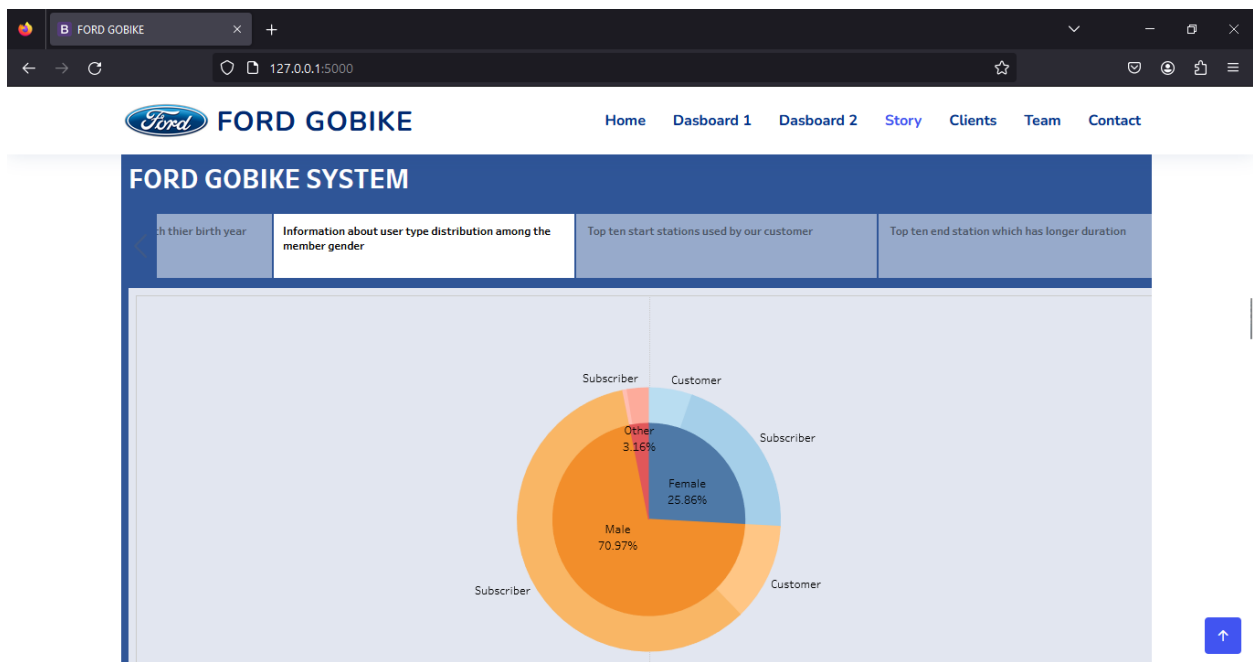 B FORD GOBIKE
127.0.0.1:5000
Ford FORD GOBIKE Home Dasboard 1 Dasboard 2 Story Clients Team Contact
FORD GOBIKE SYSTEM
thier birth year
Information about user type distribution among the
member gender
Top ten start stations used by our customer
Top ten end station which has longer duration
Subscriber
Customer
Other
3.16%
Subscriber
Female
25.86%
Male
70.97%
Customer
Subscriber